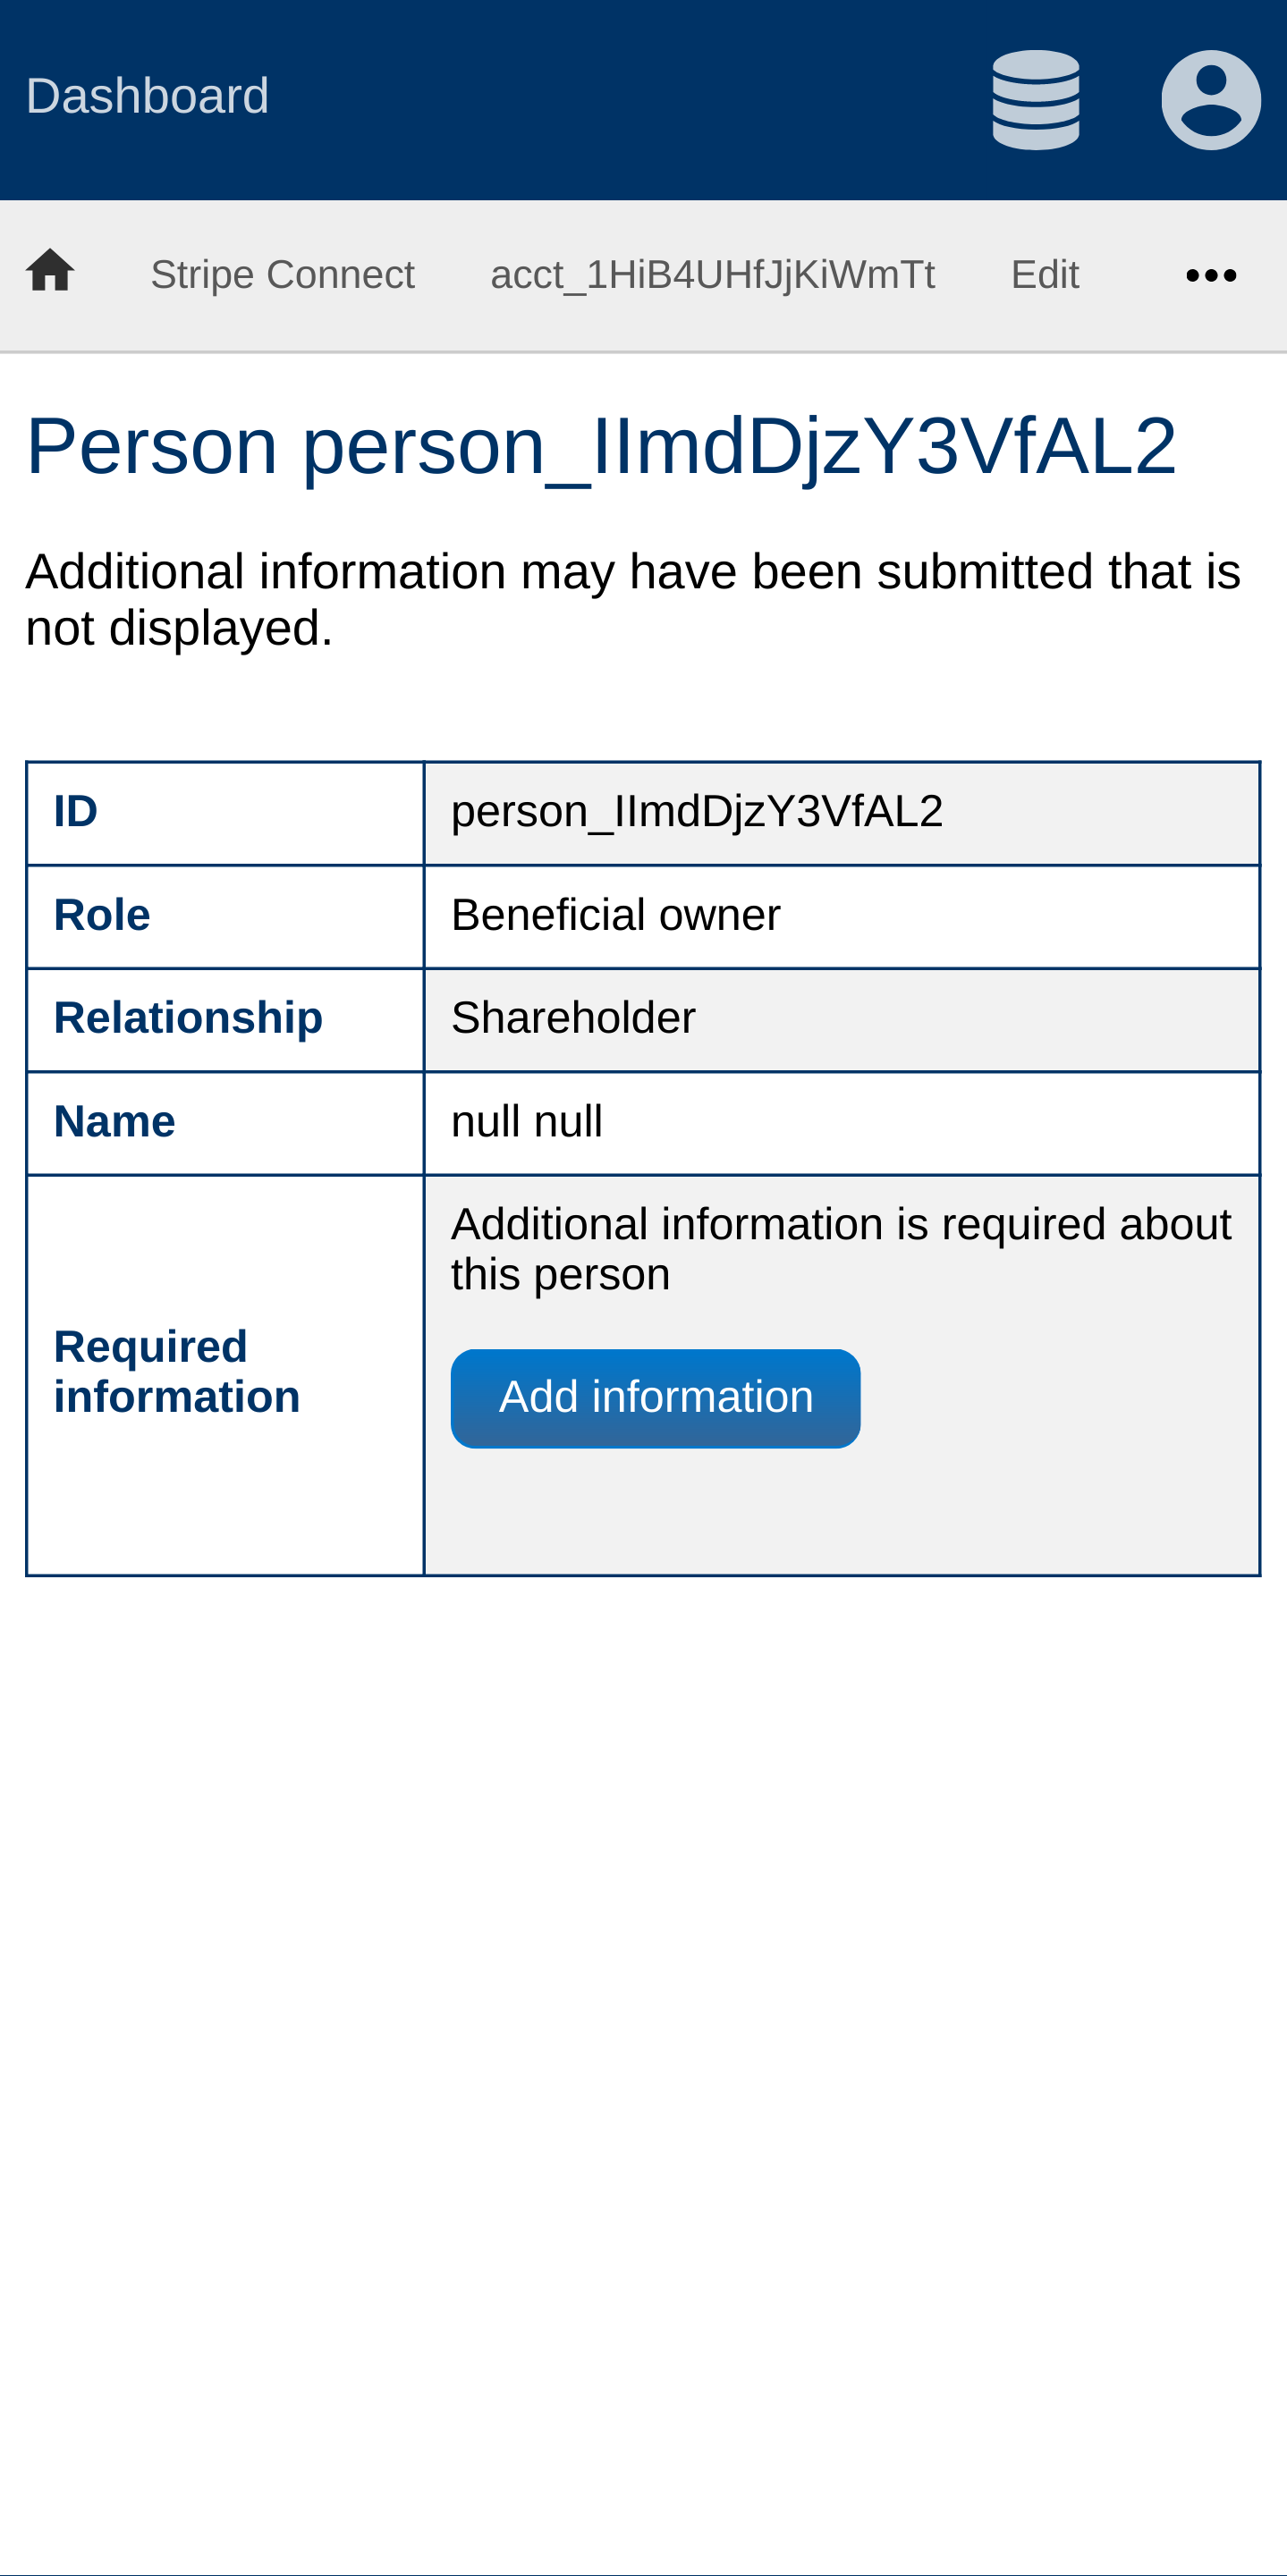 Dashboard
Stripe Connect acct_1HiB4UHfJjKiWmTt Edit
Person person_IImdDjzY3VfAL2
Additional information may have been submitted that is
not displayed.
ID person_IImdDjzY3VfAL2
Role Beneficial owner
Relationship Shareholder
Name null null
Required
information
Additional information is required about
this person
Add information